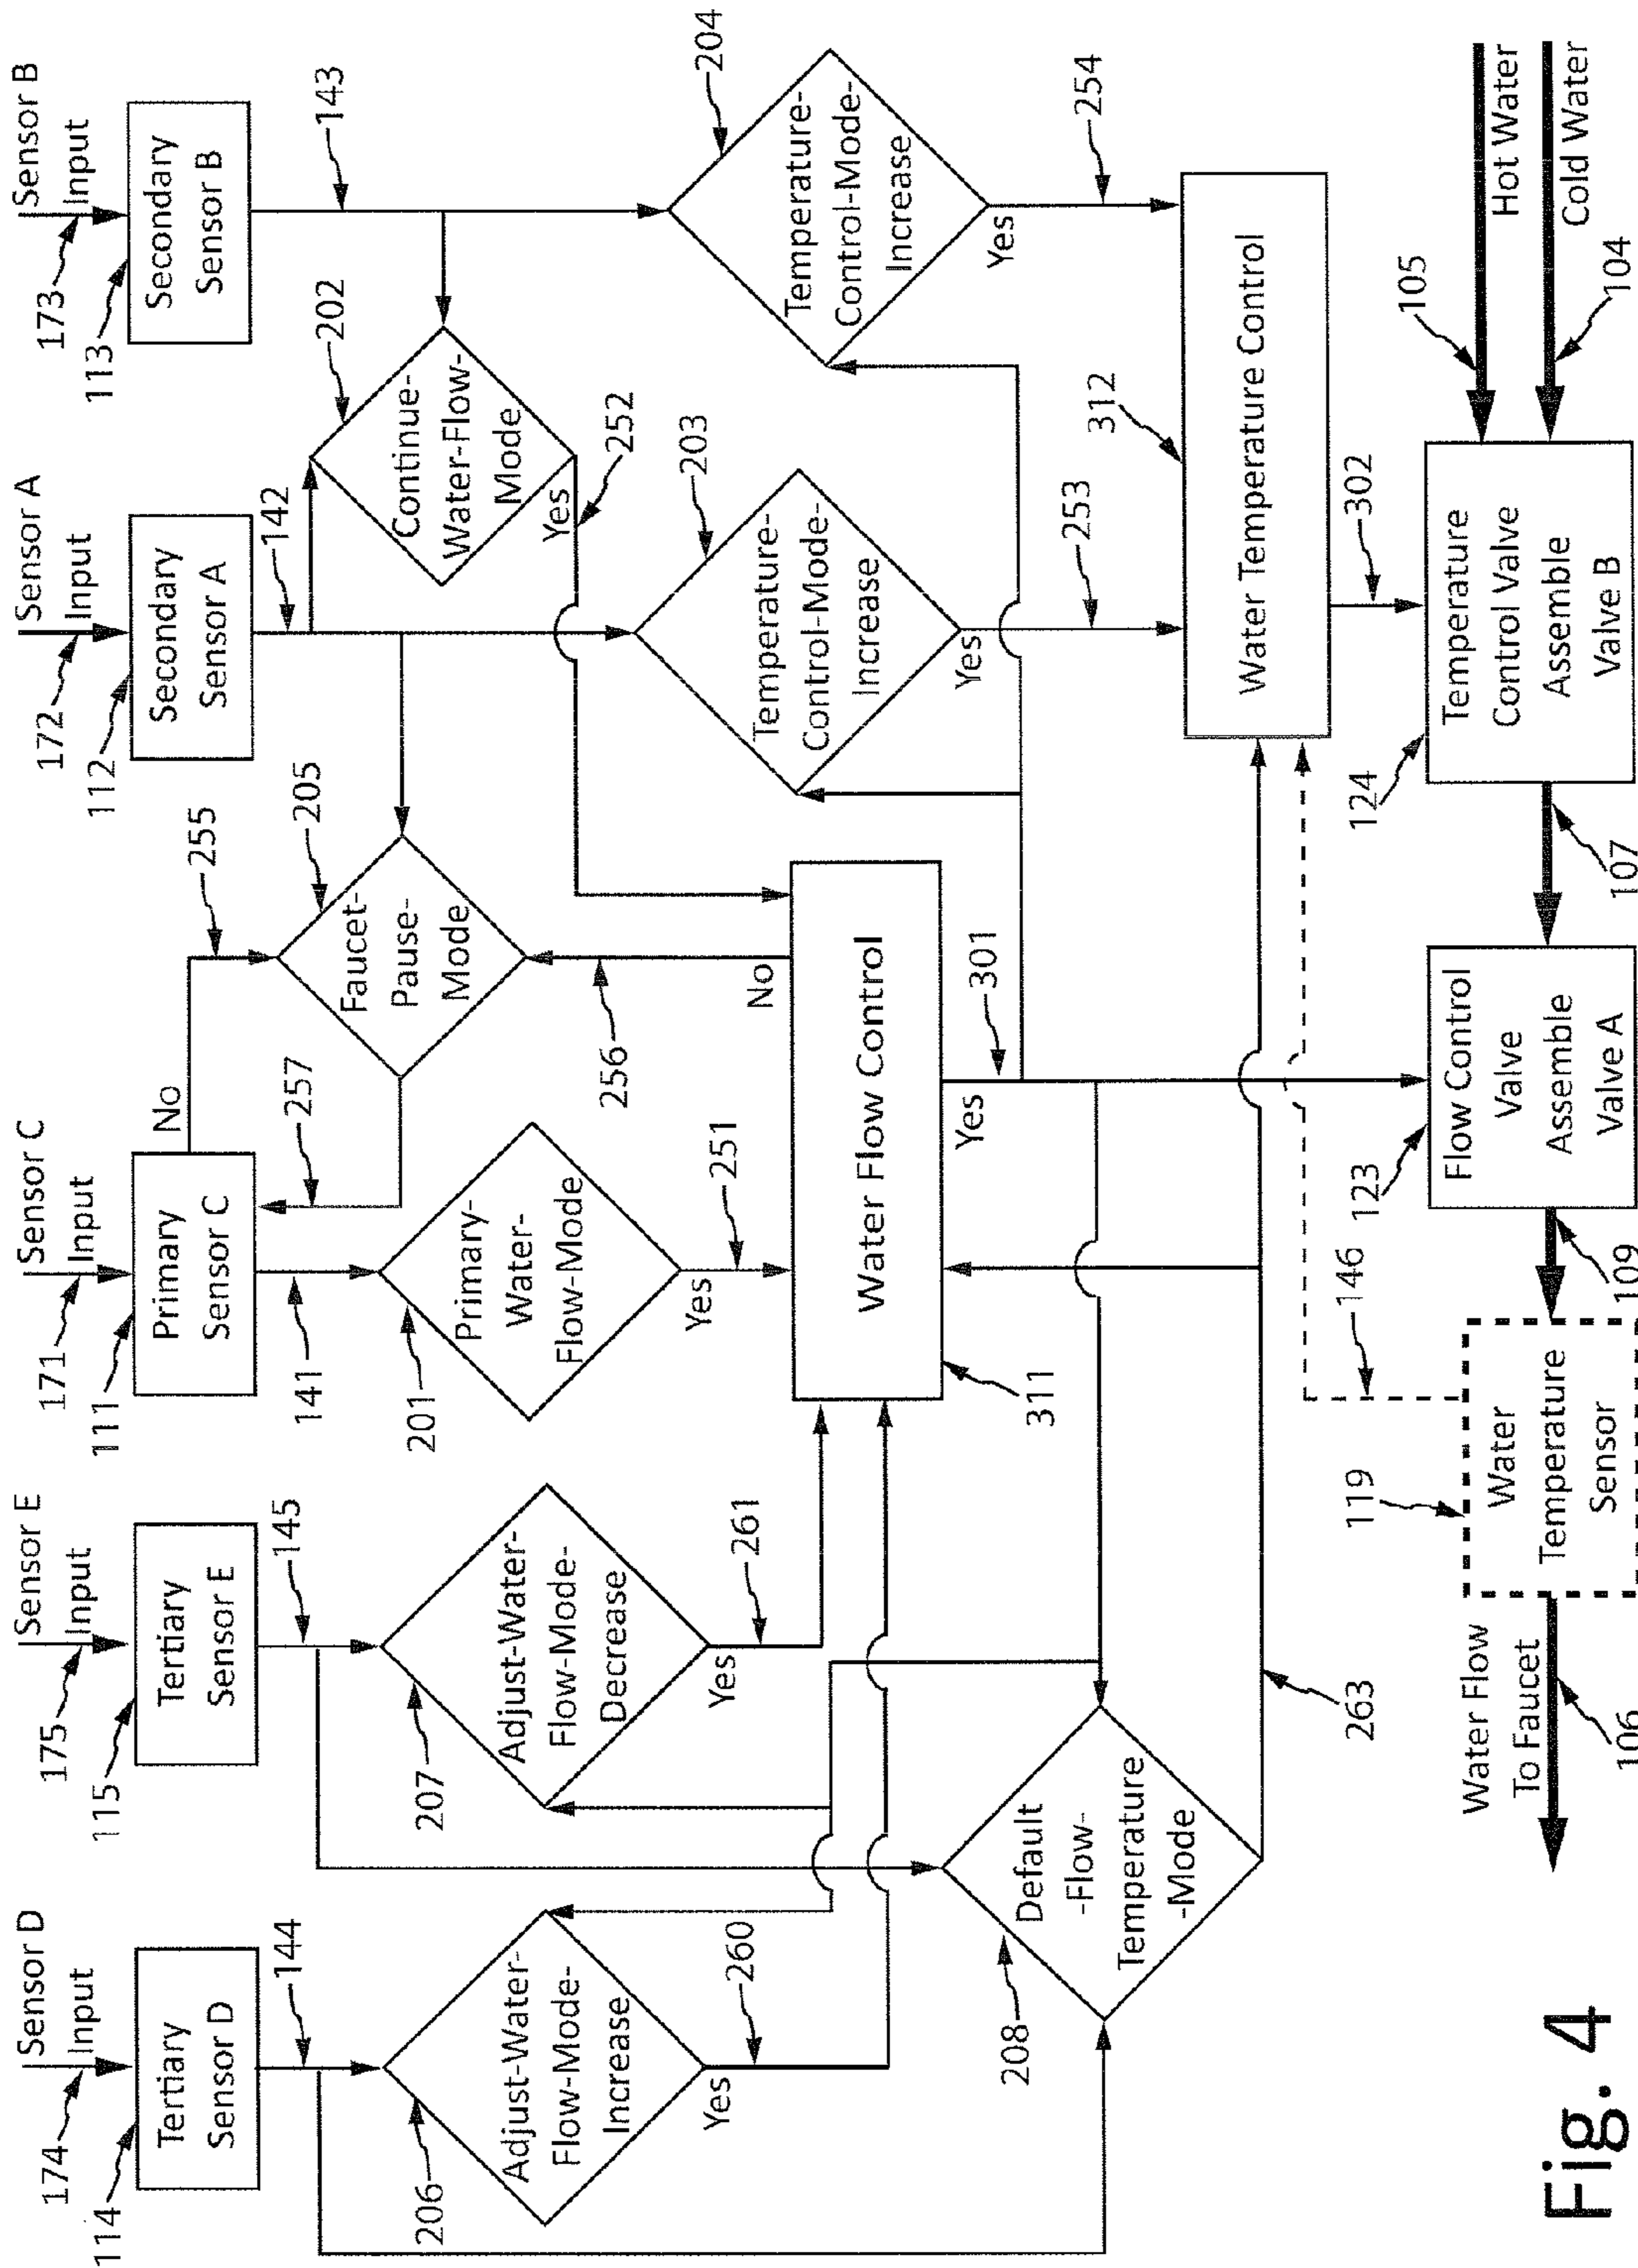 Sensor D
Input
174
114
Tertiary
Sensor D
144
Sensor E
Input
175
115
Tertiary
Sensor E
145
Sensor C
Input
171
111
Primary
Sensor C
141
No
255
257
Sensor A
Input
172
112
Secondary
Sensor A
142
Sensor B
Input
173
113
Secondary
Sensor B
143
206
Adjust-Water-
Flow-Mode-
Increase
Yes
260
207
Adjust-Water-
Flow-Mode-
Decrease
Yes
261
201
Primary-
Water-
Flow-Mode
Yes
251
205
Faucet-
Pause-
Mode
256
No
202
Continue-
Water-Flow-
Mode
Yes
252
203
Temperature-
Control-Mode-
Increase
Yes
253
204
Temperature-
Control-Mode-
Increase
Yes
254
Water Flow Control
311
Yes
301
208
Default
-Flow-
Temperature
-Mode
263
312
Water Temperature Control
302
146
119
Water
Temperature
Sensor
Water Flow
To Faucet
106
109
123
Flow Control
Valve
Assemble
Valve A
107
124
Temperature
Control Valve
Assemble
Valve B
105
Hot Water
Cold Water
104
Fig. 4